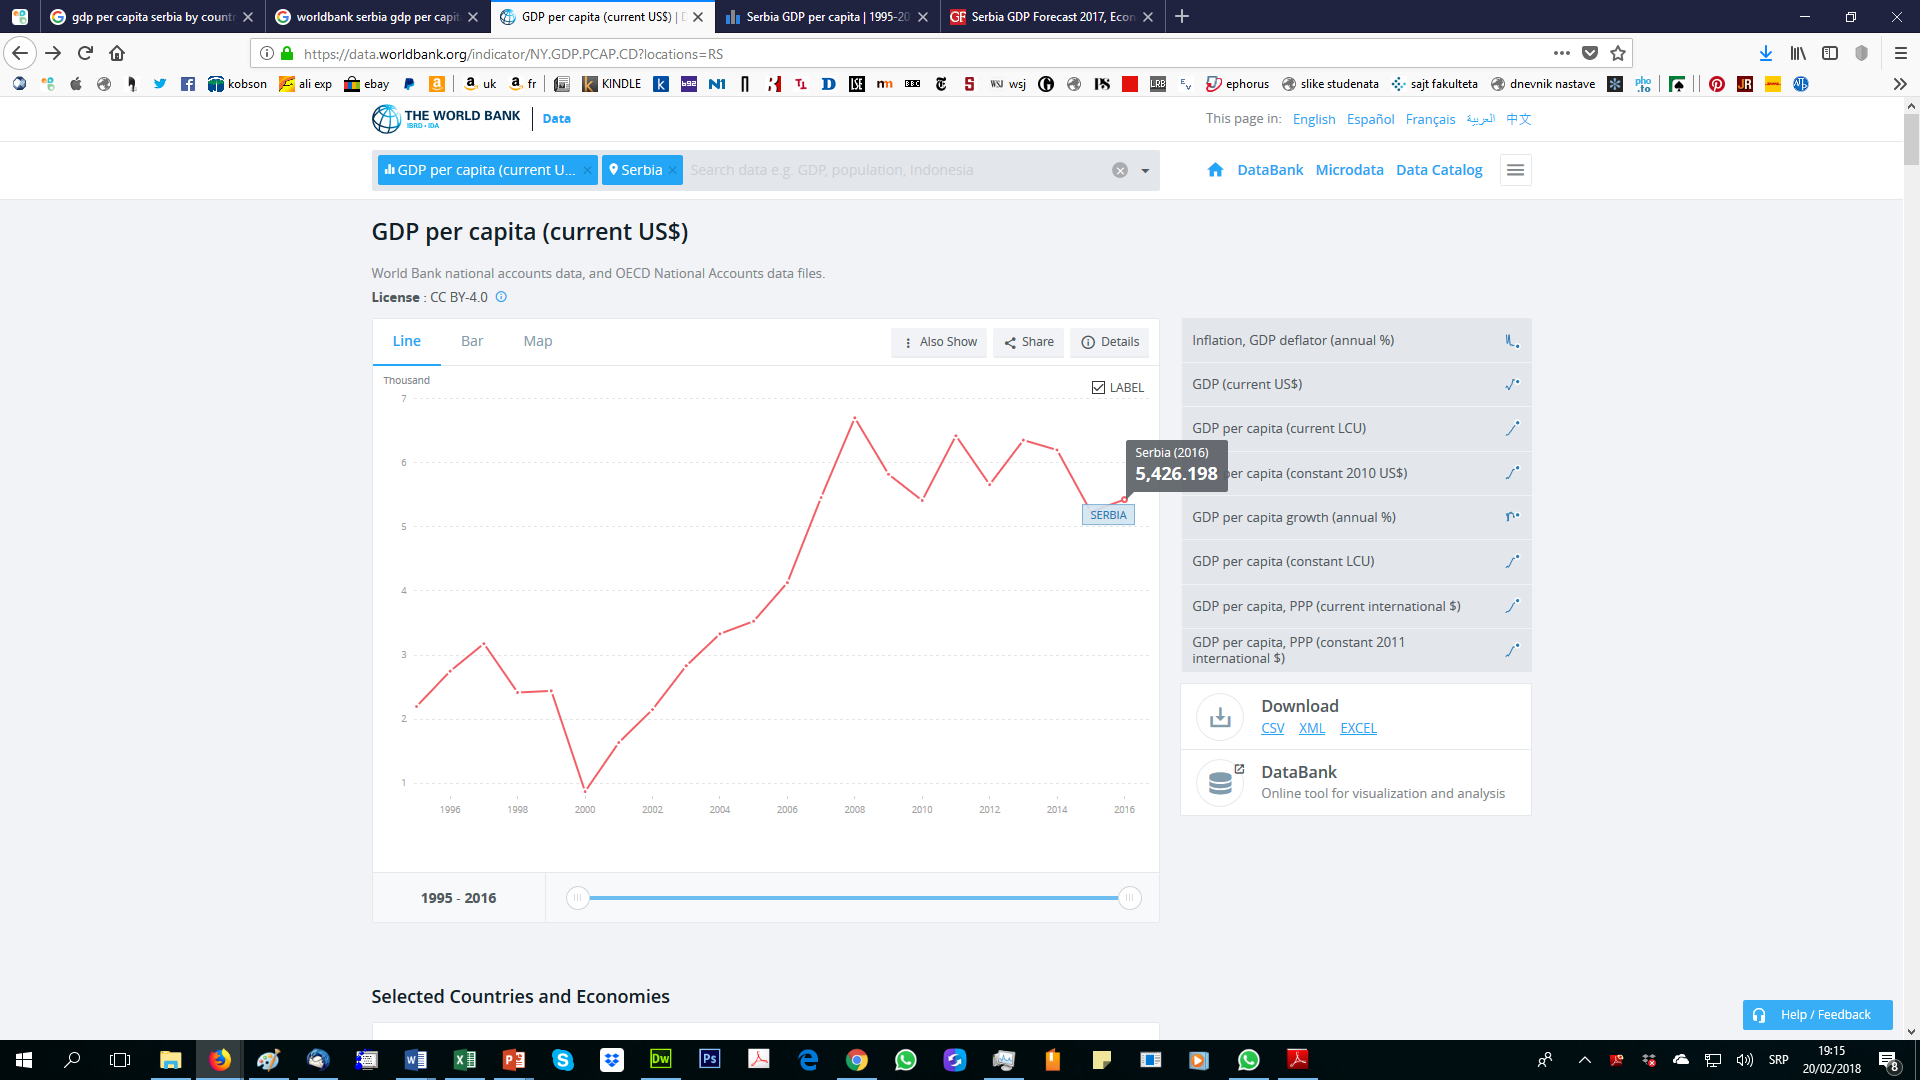 gdp per capita serbia by countr
worldbank serbia gdp per capit
GDP per capita (current US$) | D
Serbia GDP per capita | 1995-20
Serbia GDP Forecast 2017, Econ
https://data.worldbank.org/indicator/NY.GDP.PCAP.CD?locations=RS
kobson
ali exp
ebay
uk
fr
KINDLE
wsj
ephorus
slike studenata
sajt fakulteta
dnevnik nastave
THE WORLD BANK
IBRD • IDA
Data
This page in: English Español Français العربية 中文
GDP per capita (current U...
Serbia
Search data e.g. GDP, population, Indonesia
DataBank Microdata Data Catalog
GDP per capita (current US$)
World Bank national accounts data, and OECD National Accounts data files.
License : CC BY-4.0
Line Bar Map
Also Show Share Details
Thousand
LABEL
7
6
5
4
3
2
1
Serbia (2016)
5,426.198
SERBIA
1996 1998 2000 2002 2004 2006 2008 2010 2012 2014 2016
1995 - 2016
Inflation, GDP deflator (annual %)
GDP (current US$)
GDP per capita (current LCU)
per capita (constant 2010 US$)
GDP per capita growth (annual %)
GDP per capita (constant LCU)
GDP per capita, PPP (current international $)
GDP per capita, PPP (constant 2011
international $)
Download
CSV XML EXCEL
DataBank
Online tool for visualization and analysis
Selected Countries and Economies
Help / Feedback
SRP
19:15
20/02/2018
8